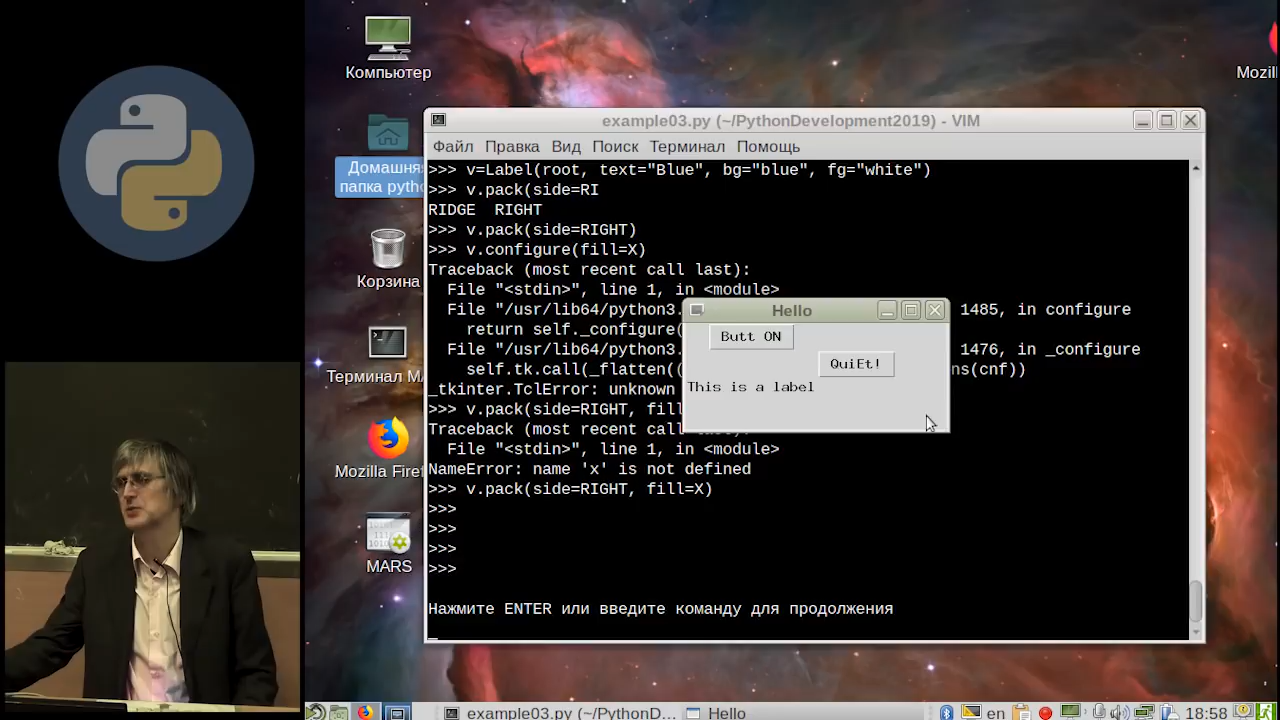 Компьютер
Mozil
Домашня
папка pytho
Корзина
Терминал MA
Mozilla Firef
MARS
example03.py (~/PythonDevelopment2019) - VIM
Файл Правка Вид Поиск Терминал Помощь
>>> v=Label(root, text="Blue", bg="blue", fg="white")
>>> v.pack(side=RI
RIDGE RIGHT
>>> v.pack(side=RIGHT)
>>> v.configure(fill=X)
Traceback (most recent call last):
File "<stdin>", line 1, in <module>
File "/usr/lib64/python3. 1485, in configure
return self._configure(
File "/usr/lib64/python3. 1476, in _configure
self.tk.call(_flatten(( ns(cnf))
_tkinter.TclError: unknown
>>> v.pack(side=RIGHT, fill
Traceback (most recent call last):
File "<stdin>", line 1, in <module>
NameError: name 'x' is not defined
>>> v.pack(side=RIGHT, fill=X)
>>>
>>>
>>>
>>>
Нажмите ENTER или введите команду для продолжения
Hello
Butt ON
QuiEt!
This is a label
example03.py (~/PythonD...
Hello
en
18:58